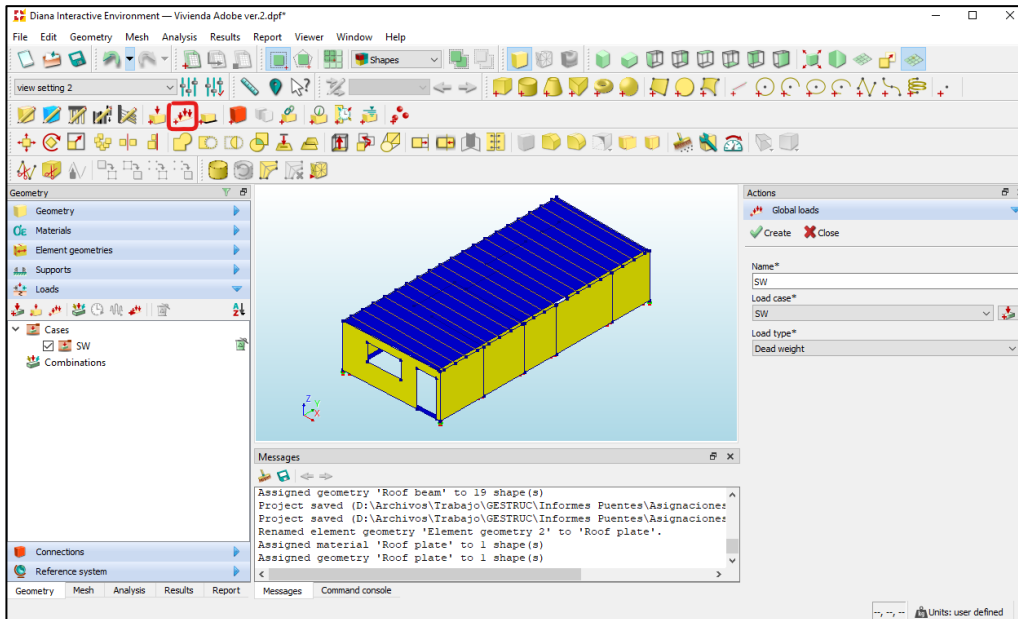 Diana Interactive Environment — Vivienda Adobe ver.2.dpf*
File Edit Geometry Mesh Analysis Results Report Viewer Window Help
Shapes
view setting 2
Geometry
Geometry
Materials
Element geometries
Supports
Loads
Cases
SW
Combinations
Connections
Reference system
Geometry Mesh Analysis Results Report
Z
Y
X
Messages
Assigned geometry 'Roof beam' to 19 shape(s)
Project saved (D:\Archivos\Trabajo\GESTRUC\Informes Puentes\Asignaciones
Project saved (D:\Archivos\Trabajo\GESTRUC\Informes Puentes\Asignaciones
Renamed element geometry 'Element geometry 2' to 'Roof plate'.
Assigned material 'Roof plate' to 1 shape(s)
Assigned geometry 'Roof plate' to 1 shape(s)
Messages Command console
Actions
Global loads
Create Close
Name*
SW
Load case*
SW
Load type*
Dead weight
--, --, -- Units: user defined